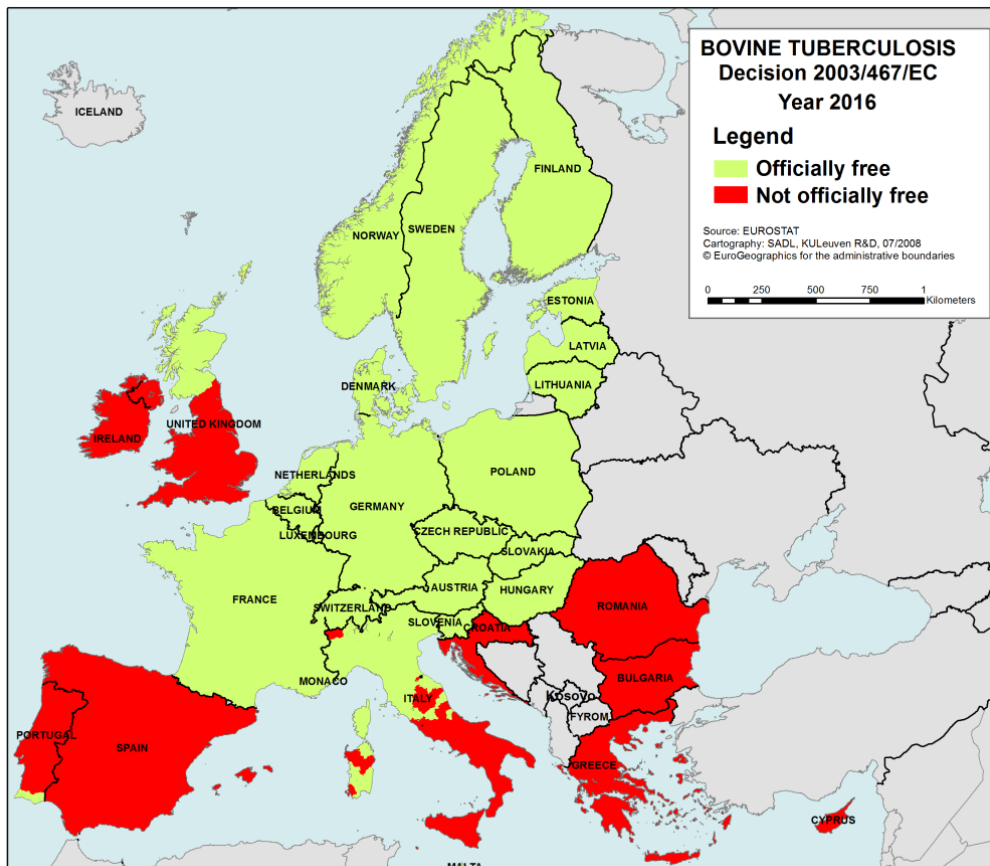 BOVINE TUBERCULOSIS
Decision 2003/467/EC
Year 2016
Legend
Officially free
Not officially free
Source: EUROSTAT
Cartography: SADL, KULeuven R&D, 07/2008
© EuroGeographics for the administrative boundaries
0 250 500 750 1
Kilometers
ICELAND
FINLAND
NORWAY
SWEDEN
ESTONIA
LATVIA
LITHUANIA
DENMARK
UNITED KINGDOM
IRELAND
NETHERLANDS
POLAND
BELGIUM
GERMANY
LUXEMBOURG
CZECH REPUBLIC
SLOVAKIA
AUSTRIA
HUNGARY
FRANCE
SWITZERLAND
ROMANIA
SLOVENIA
CROATIA
MONACO
BULGARIA
ITALY
Kosovo
FYROM
PORTUGAL
SPAIN
GREECE
CYPRUS
MALTA